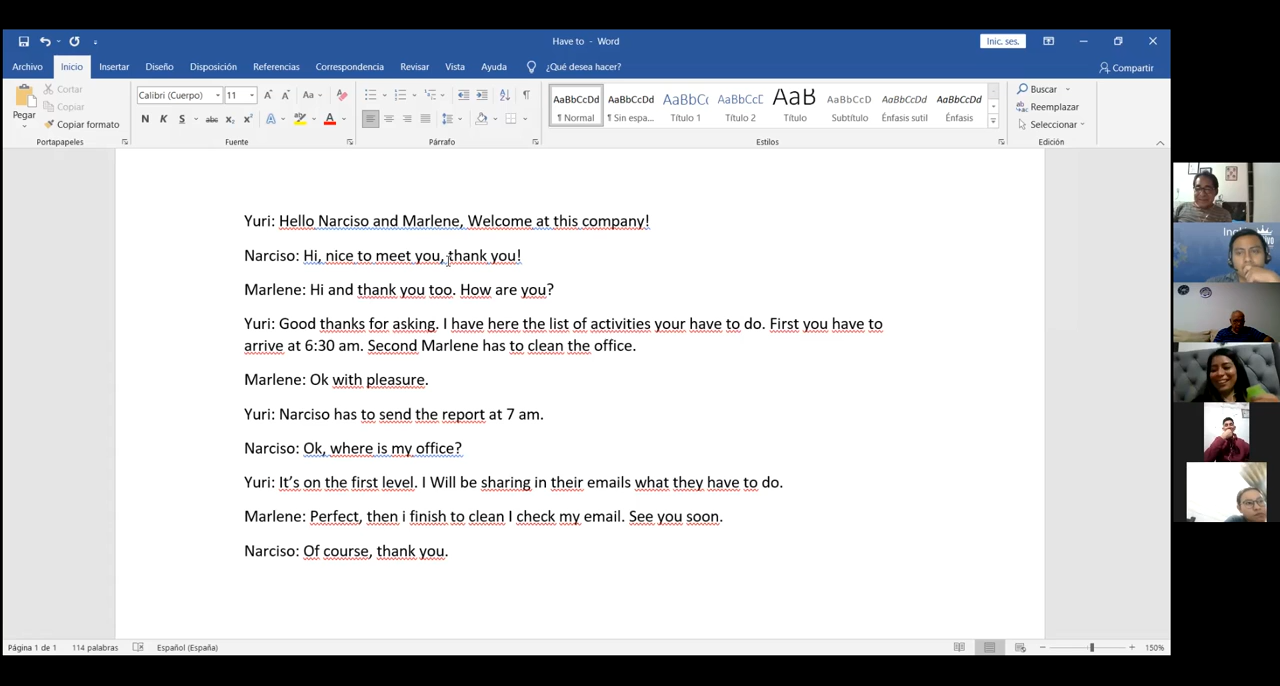 Have to - Word
Inic. ses.
Archivo Inicio Insertar Diseño Disposición Referencias Correspondencia Revisar Vista Ayuda ¿Qué desea hacer? Compartir
Pegar
Cortar
Copiar
Copiar formato
Portapapeles
Calibri (Cuerpo) 11 A A Aa
N K S abc x₂ x² A aby A
Fuente
Párrafo
AaBbCcDd AaBbCcDd AaBbCc AaBbCcD AaB AaBbCcD AaBbCcDd AaBbCcDd
¶ Normal ¶ Sin espa... Título 1 Título 2 Título Subtítulo Énfasis sutil Énfasis
Estilos
Buscar
Reemplazar
Seleccionar
Edición
Yuri: Hello Narciso and Marlene, Welcome at this company!
Narciso: Hi, nice to meet you, thank you!
Marlene: Hi and thank you too. How are you?
Yuri: Good thanks for asking. I have here the list of activities your have to do. First you have to
arrive at 6:30 am. Second Marlene has to clean the office.
Marlene: Ok with pleasure.
Yuri: Narciso has to send the report at 7 am.
Narciso: Ok, where is my office?
Yuri: It's on the first level. I Will be sharing in their emails what they have to do.
Marlene: Perfect, then i finish to clean I check my email. See you soon.
Narciso: Of course, thank you.
Página 1 de 1 114 palabras Español (España) 150%